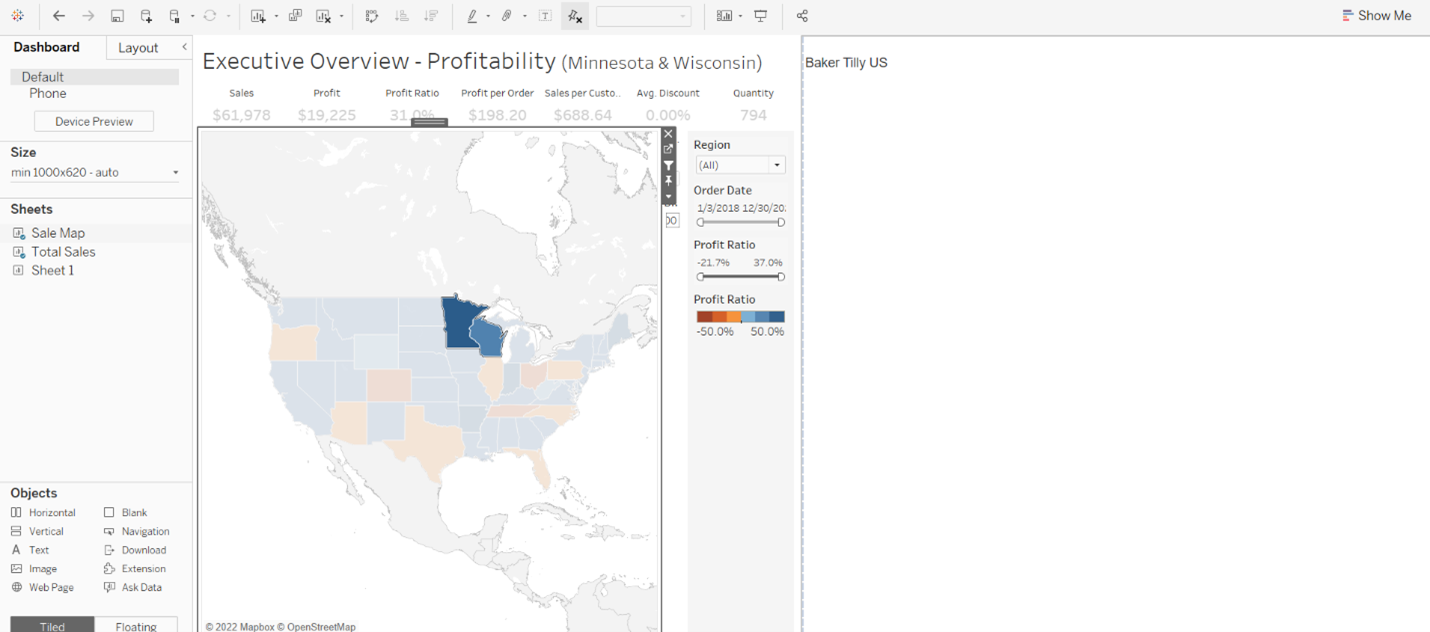 Show Me
Dashboard
Layout
Default
Phone
Device Preview
Size
min 1000x620 - auto
Sheets
Sale Map
Total Sales
Sheet 1
Objects
Horizontal
Blank
Vertical
Navigation
Text
Download
Image
Extension
Web Page
Ask Data
Tiled
Floating
Executive Overview - Profitability (Minnesota & Wisconsin)
Sales Profit Profit Ratio Profit per Order Sales per Custo.. Avg. Discount Quantity
$61,978 $19,225 31.0% $198.20 $688.64 0.00% 794
Region
(All)
Order Date
1/3/2018 12/30/20
Profit Ratio
-21.7% 37.0%
Profit Ratio
-50.0% 50.0%
© 2022 Mapbox © OpenStreetMap
Baker Tilly US